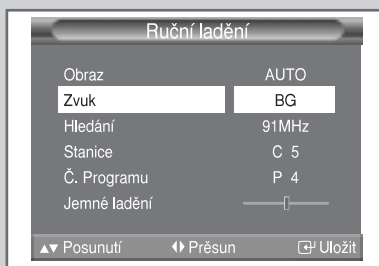 Ruční ladění
Obraz AUTO
Zvuk BG
Hledání 91MHz
Stanice C 5
Č. Programu P 4
Jemné ladění
▲▼ Posunutí ◀▶ Přesun Uložit